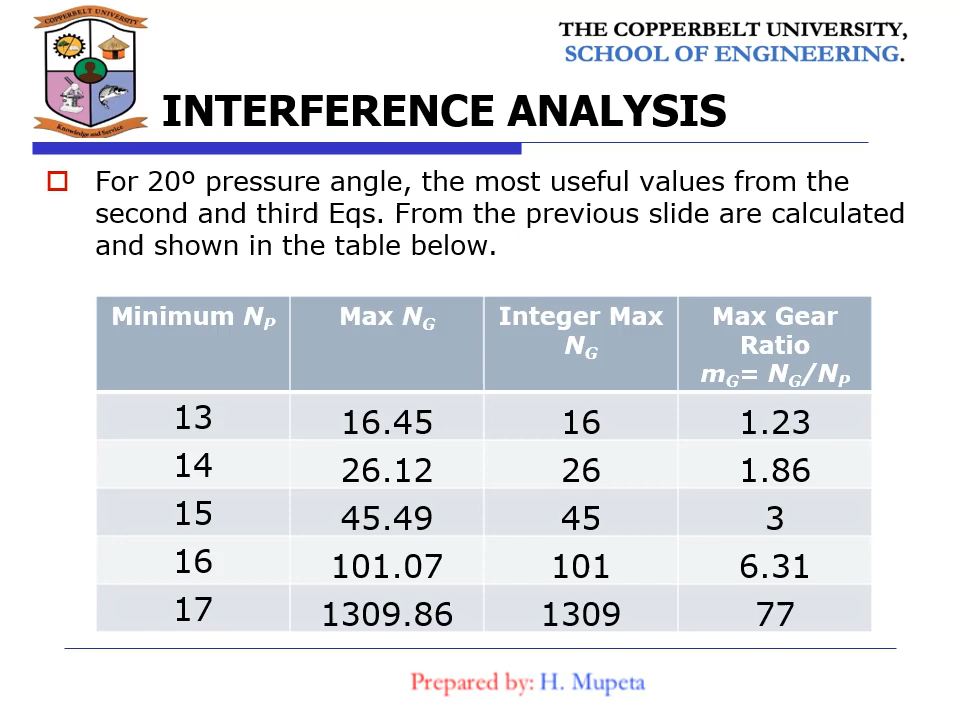 COPPERBELT UNIVERSITY
Knowledge and Service
THE COPPERBELT UNIVERSITY,
SCHOOL OF ENGINEERING.
INTERFERENCE ANALYSIS
For 20º pressure angle, the most useful values from the
second and third Eqs. From the previous slide are calculated
and shown in the table below.
Minimum NP Max NG Integer Max NG Max Gear Ratio mG= NG/NP
13 16.45 16 1.23
14 26.12 26 1.86
15 45.49 45 3
16 101.07 101 6.31
17 1309.86 1309 77
Prepared by: H. Mupeta